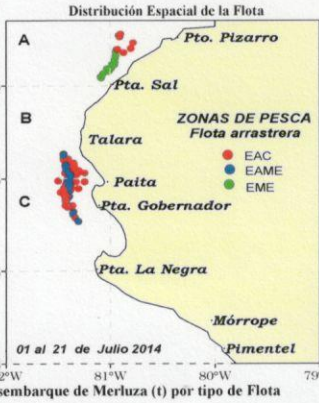 Distribución Espacial de la Flota
A
Pto. Pizarro
Pta. Sal
B
ZONAS DE PESCA
Flota arrastrera
Talara
EAC
EAME
EME
Paita
C
Pta. Gobernador
Pta. La Negra
Mórrope
01 al 21 de Julio 2014
Pimentel
2°W 81°W 80°W 79°
sembarque de Merluza (t) por tipo de Flota